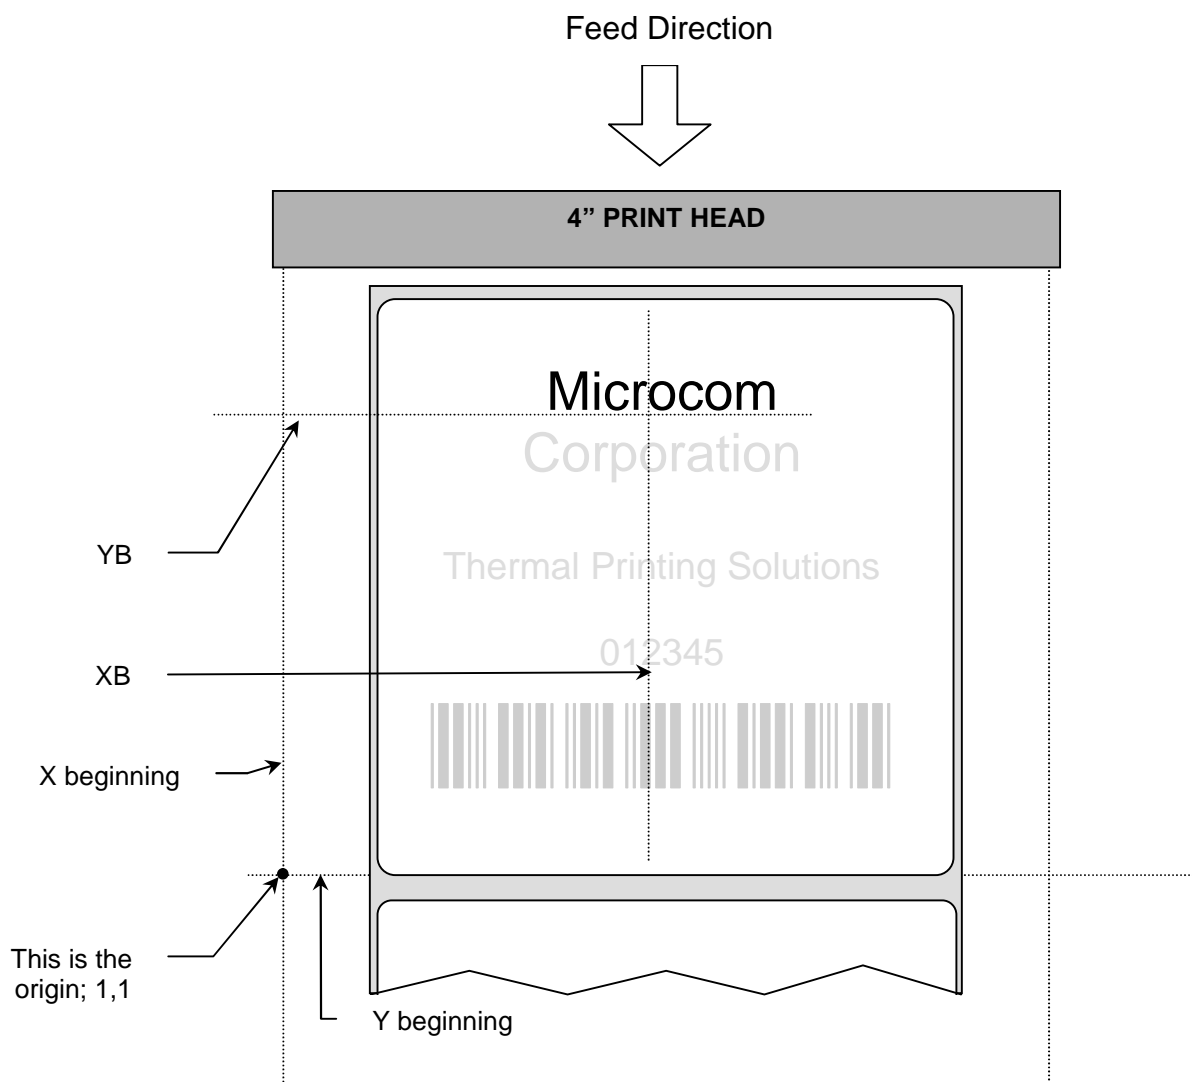 Feed Direction
4” PRINT HEAD
Microcom
Corporation
YB
Thermal Printing Solutions
012345
XB
X beginning
This is the
origin; 1,1
Y beginning